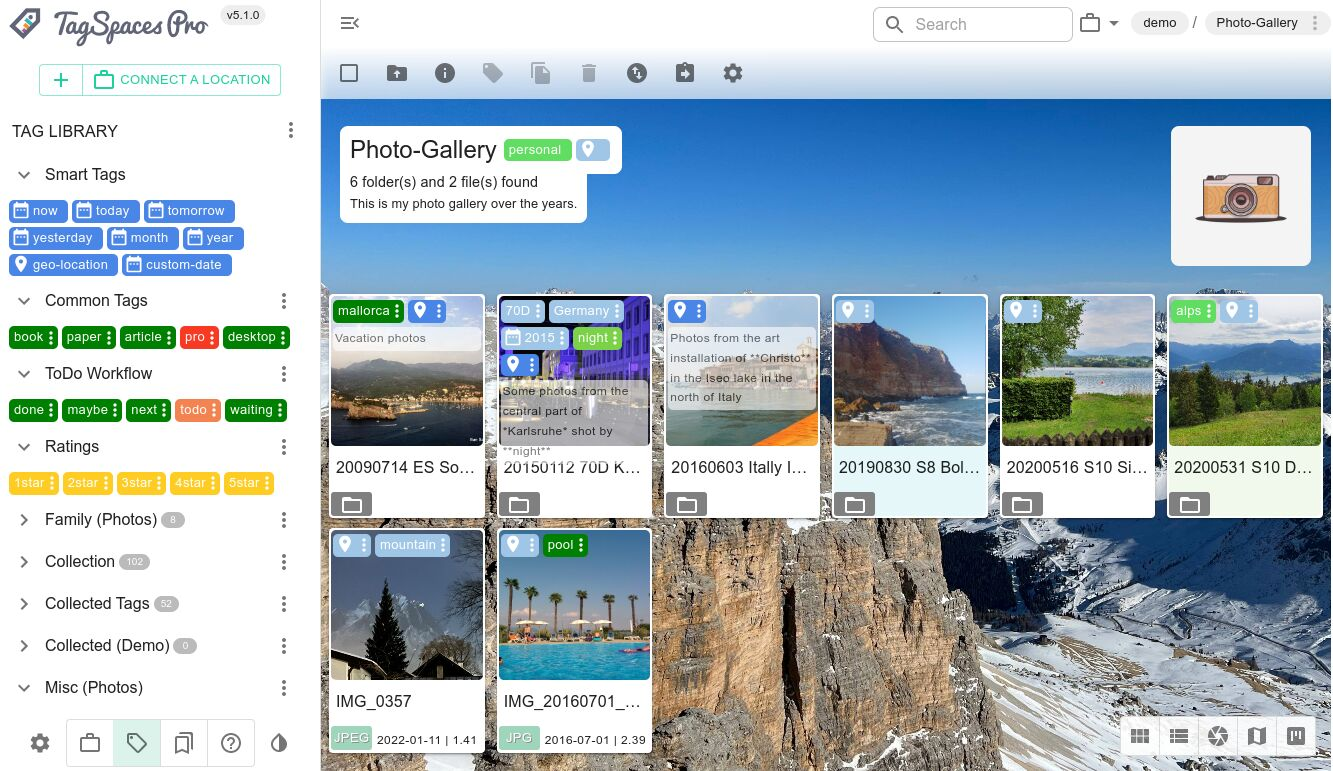 TagSpaces Pro
v5.1.0
CONNECT A LOCATION
TAG LIBRARY
Smart Tags
now today tomorrow
yesterday month year
geo-location custom-date
Common Tags
book paper article pro desktop
ToDo Workflow
done maybe next todo waiting
Ratings
1star 2star 3star 4star 5star
Family (Photos) 8
Collection 102
Collected Tags 52
Collected (Demo) 0
Misc (Photos)
Search
demo / Photo-Gallery
Photo-Gallery personal
6 folder(s) and 2 file(s) found
This is my photo gallery over the years.
mallorca
Vacation photos
20090714 ES So...
70D Germany
2015 night
Some photos from the
central part of
*Karlsruhe* shot by
**night**
20150112 70D K...
Photos from the art
installation of **Christo**
in the Iseo lake in the
north of Italy
20160603 Itally I...
20190830 S8 Bol...
20200516 S10 Si...
alps
20200531 S10 D...
mountain
IMG_0357
JPEG 2022-01-11 | 1.41
pool
IMG_20160701_...
JPG 2016-07-01 | 2.39